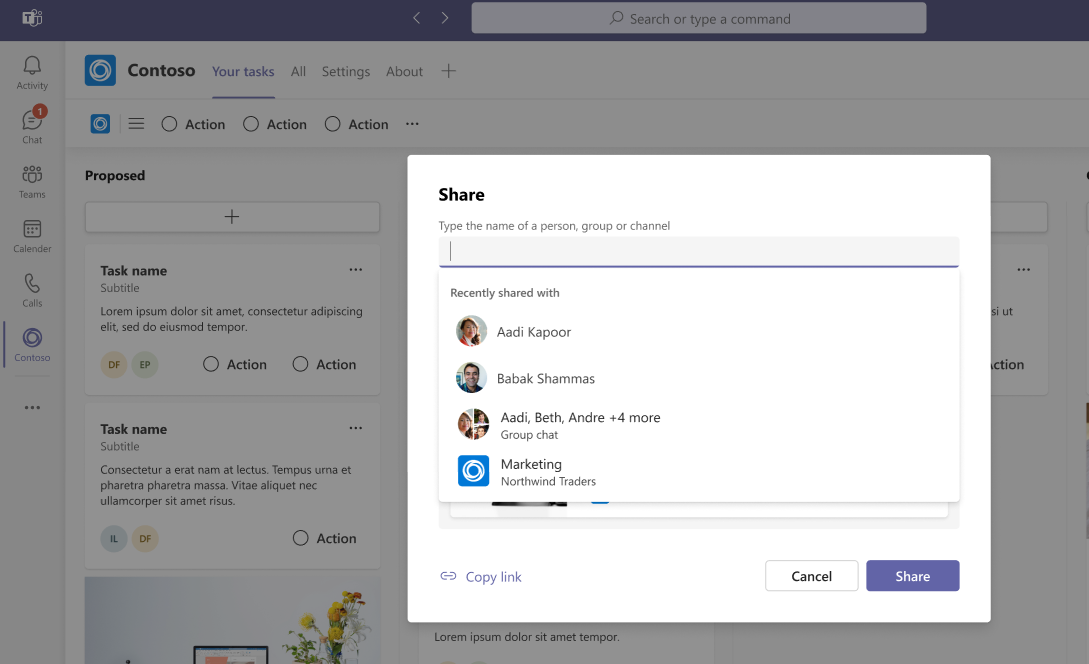 Search or type a command
Activity
1
Chat
Teams
Calender
Calls
Contoso
Contoso
Your tasks
All
Settings
About
Action
Action
Action
Proposed
Task name
Subtitle
Lorem ipsum dolor sit amet, consectetur adipiscing
elit, sed do eiusmod tempor.
DF
EP
Action
Action
Task name
Subtitle
Consectetur a erat nam at lectus. Tempus urna et
pharetra pharetra massa. Vitae aliquet nec
ullamcorper sit amet risus.
IL
DF
Action
Share
Type the name of a person, group or channel
Recently shared with
Aadi Kapoor
Babak Shammas
Aadi, Beth, Andre +4 more
Group chat
Marketing
Northwind Traders
Copy link
Cancel
Share
Lorem ipsum dolor sit amet tempor.
si ut